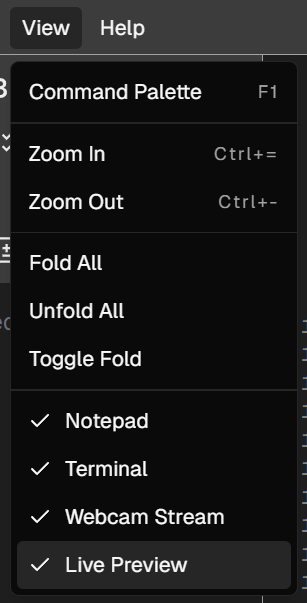 View Help
Command Palette F1
Zoom In Ctrl+=
Zoom Out Ctrl+-
Fold All
Unfold All
Toggle Fold
Notepad
Terminal
Webcam Stream
Live Preview